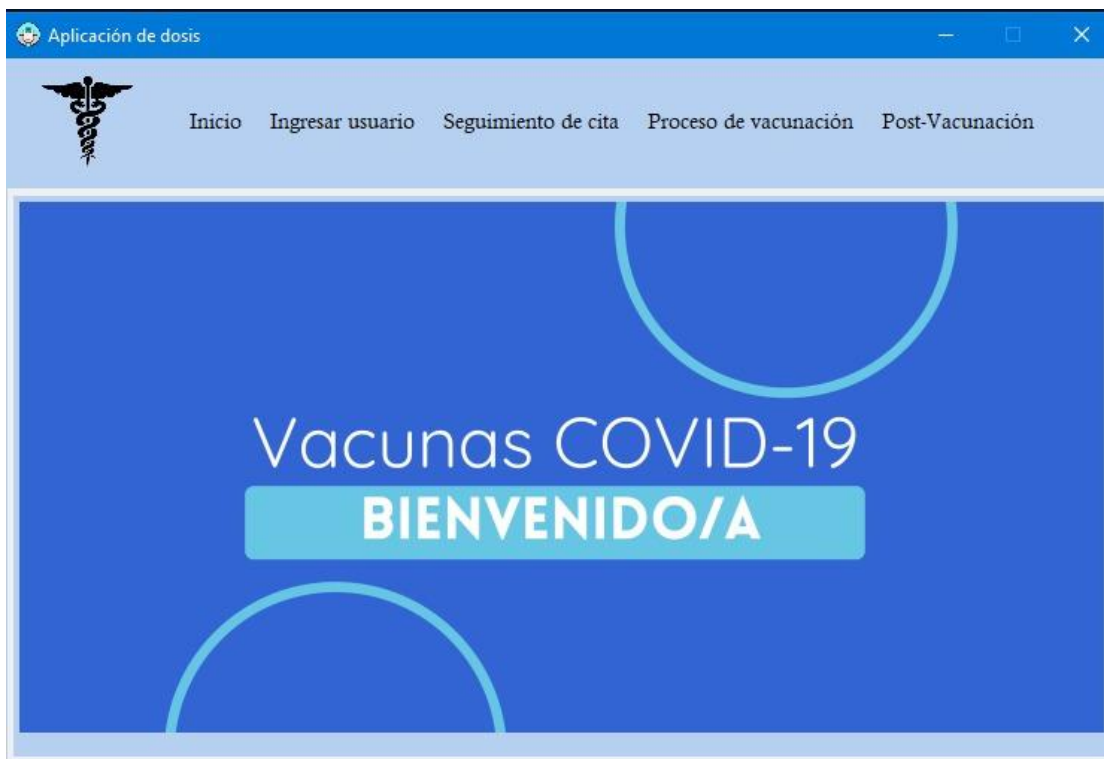 Aplicación de dosis
Inicio Ingresar usuario Seguimiento de cita Proceso de vacunación Post-Vacunación
Vacunas COVID-19
BIENVENIDO/A